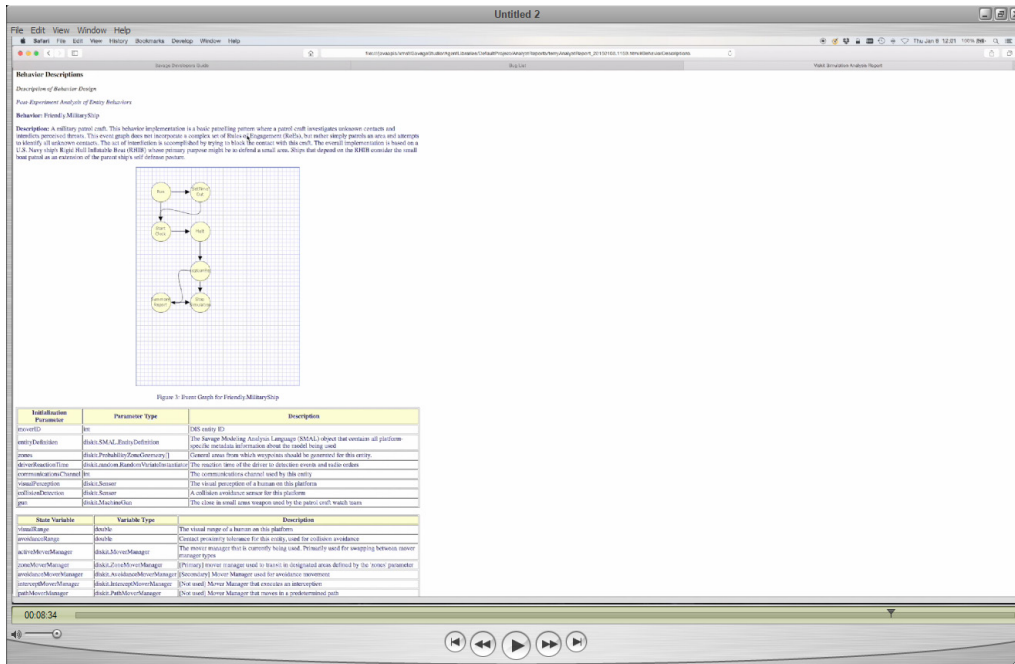 Untitled 2
File Edit View Window Help
Safari File Edit View History Bookmarks Develop Window Help
Thu Jan 8 12:01
Savage Developers Guide
Bug List
Viskit Simulation Analysis Report
Behavior Descriptions
Description of Behavior Design
Post-Experiment Analysis of Entity Behaviors
Behavior: Friendly.MilitaryShip
Description: A military patrol craft. This behavior implementation is a basic patrolling pattern where a patrol craft investigates unknown contacts and
interdicts perceived threats. This event graph does not incorporate a complex set of Rules of Engagement (RoEs), but rather simply patrols an area and attempts
to identify all unknown contacts. The act of interdiction is accomplished by trying to block the contact with this craft. The overall implementation is based on a
U.S. Navy ship's Rigid Hull Inflatable Boat (RHIB) whose primary purpose might be to defend a small area. Ships that depend on the RHIB consider the small
boat patrol as an extension of the parent ship's self defense posture.
Run
Out
Start
Halt
Stop
Report
Figure 3: Event Graph for Friendly.MilitaryShip
Initialization Parameter Parameter Type Description
moverID int DIS entity ID
entityDefinition diskit.SMAL.EntityDefinition The Savage Modeling Analysis Language (SMAL) object that contains all platform-
specific metadata information about the model being used
zones diskit.ProbabilityZoneGeometry[] General areas from which waypoints should be generated for this entity.
driverReactionTime The reaction time of the driver to detection events and radio orders
communicationsChannel int The communications channel used by this entity
visualPerception diskit.Sensor The visual perception of a human on this platform
collisionDetection diskit.Sensor A collision avoidance sensor for this platform
gun diskit.MachineGun The close in small arms weapon used by the patrol craft watch team
State Variable Variable Type Description
visualRange double The visual range of a human on this platform
avoidanceRange double Contact proximity tolerance for this entity, used for collision avoidance
activeMoverManager diskit.MoverManager The mover manager that is currently being used. Primarily used for swapping between mover
manager types
zoneMoverManager diskit.ZoneMoverManager [Primary] mover manager used to transit in designated areas defined by the 'zones' parameter
avoidanceMoverManager diskit.AvoidanceMoverManager [Secondary] Mover Manager used for avoidance movement
interceptMoverManager diskit.InterceptMoverManager [Not used] Mover Manager that executes an interception
pathMoverManager diskit.PathMoverManager [Not used] Mover Manager that moves in a predetermined path
00:08:34